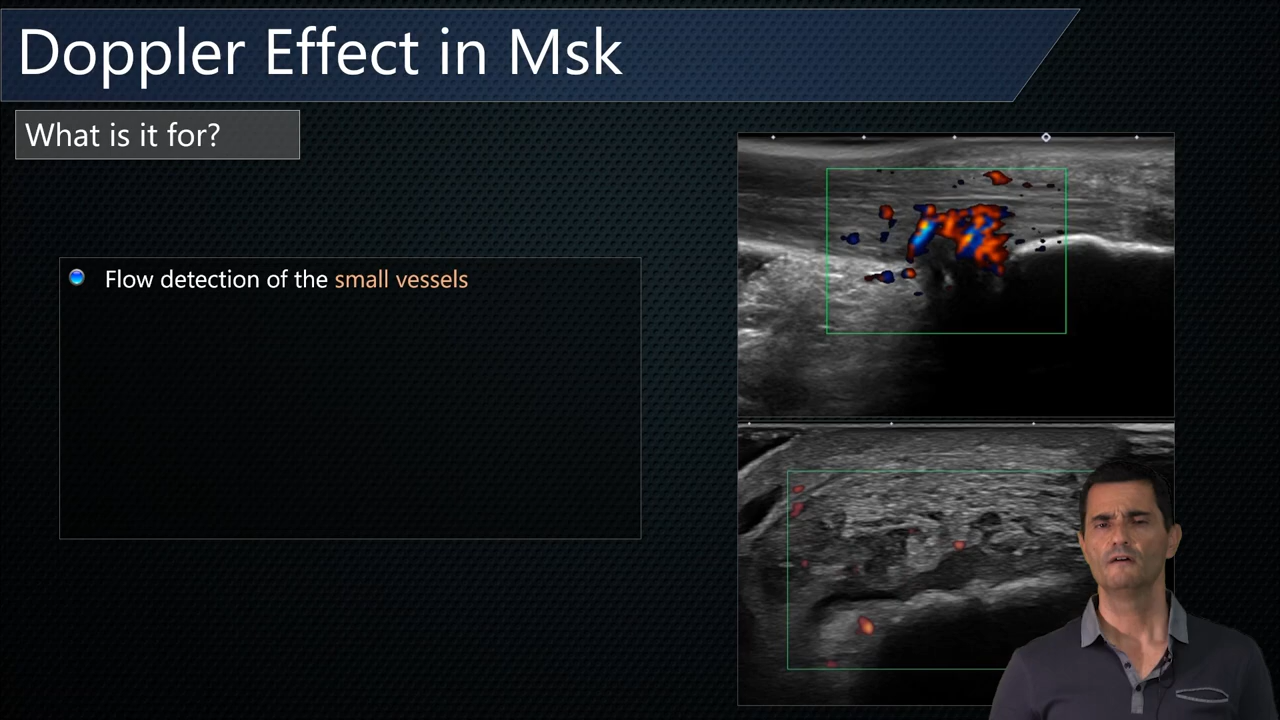 Doppler Effect in Msk
What is it for?
Flow detection of the small vessels